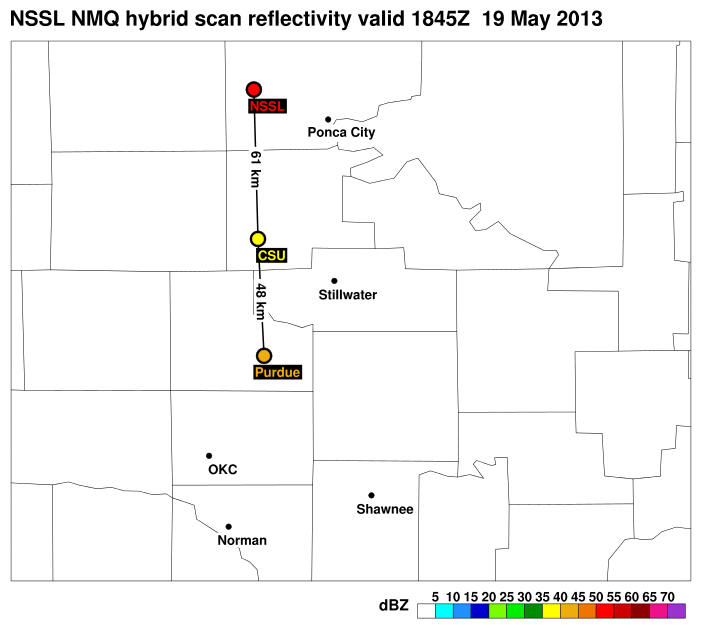 NSSL NMQ hybrid scan reflectivity valid 1845Z  19 May 2013
NSSL
Ponca City
61 km
CSU
Stillwater
48 km
Purdue
OKC
Shawnee
Norman
dBZ
5 10 15 20 25 30 35 40 45 50 55 60 65 70